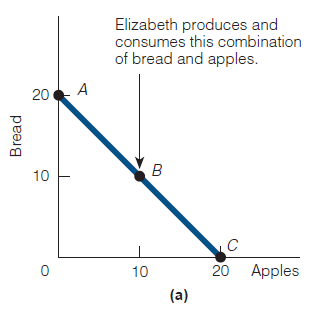 Elizabeth produces and
consumes this combination
of bread and apples.
20
A
Bread
10
B
C
0
10
20
Apples
(a)